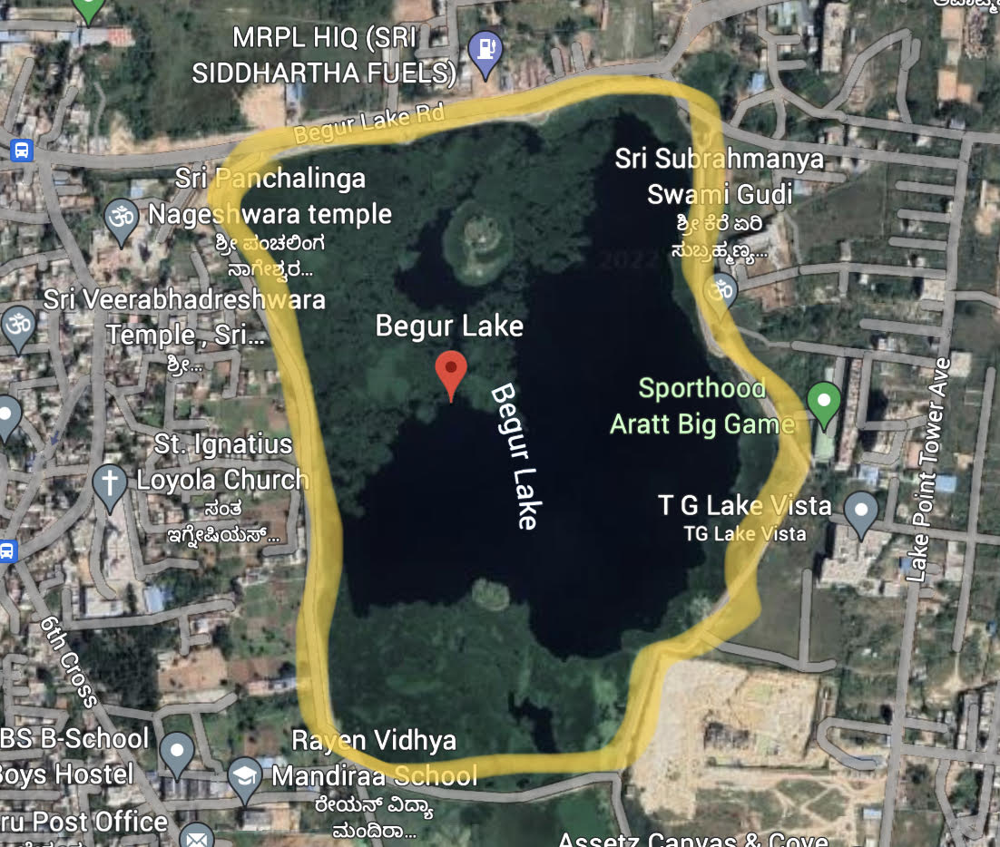 MRPL HIQ (SRI
SIDDHARTHA FUELS)
Begur Lake Rd
Sri Panchalinga
Nageshwara temple
ಶ್ರೀ ಪಂಚಲಿಂಗ
ನಾಗೇಶ್ವರ...
Sri Subrahmanya
Swami Gudi
ಶ್ರೀ ಕೆರೆ ಏರಿ
ಸುಬ್ರಹ್ಮಣ್ಯ...
2022
Sri Veerabhadreshwara
Temple , Sri...
ಶ್ರೀ...
Begur Lake
Begur Lake
Sporthood
Aratt Big Game
Lake Point Tower Ave
St. Ignatius
Loyola Church
ಸಂತ
ಇಗ್ನೇಷಿಯಸ್...
T G Lake Vista
TG Lake Vista
6th Cross
BS B-School
Boys Hostel
Rayen Vidhya
Mandiraa School
ರೇಯನ್ ವಿದ್ಯಾ
ಮಂದಿರಾ...
ru Post Office
Assetz Canvas & Cove